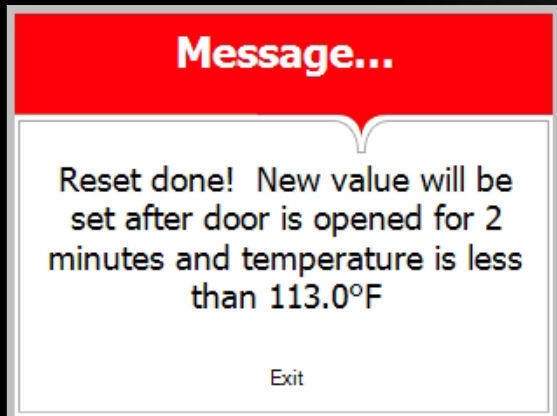 Message...
Reset done!  New value will be
set after door is opened for 2
minutes and temperature is less
than 113.0°F
Exit